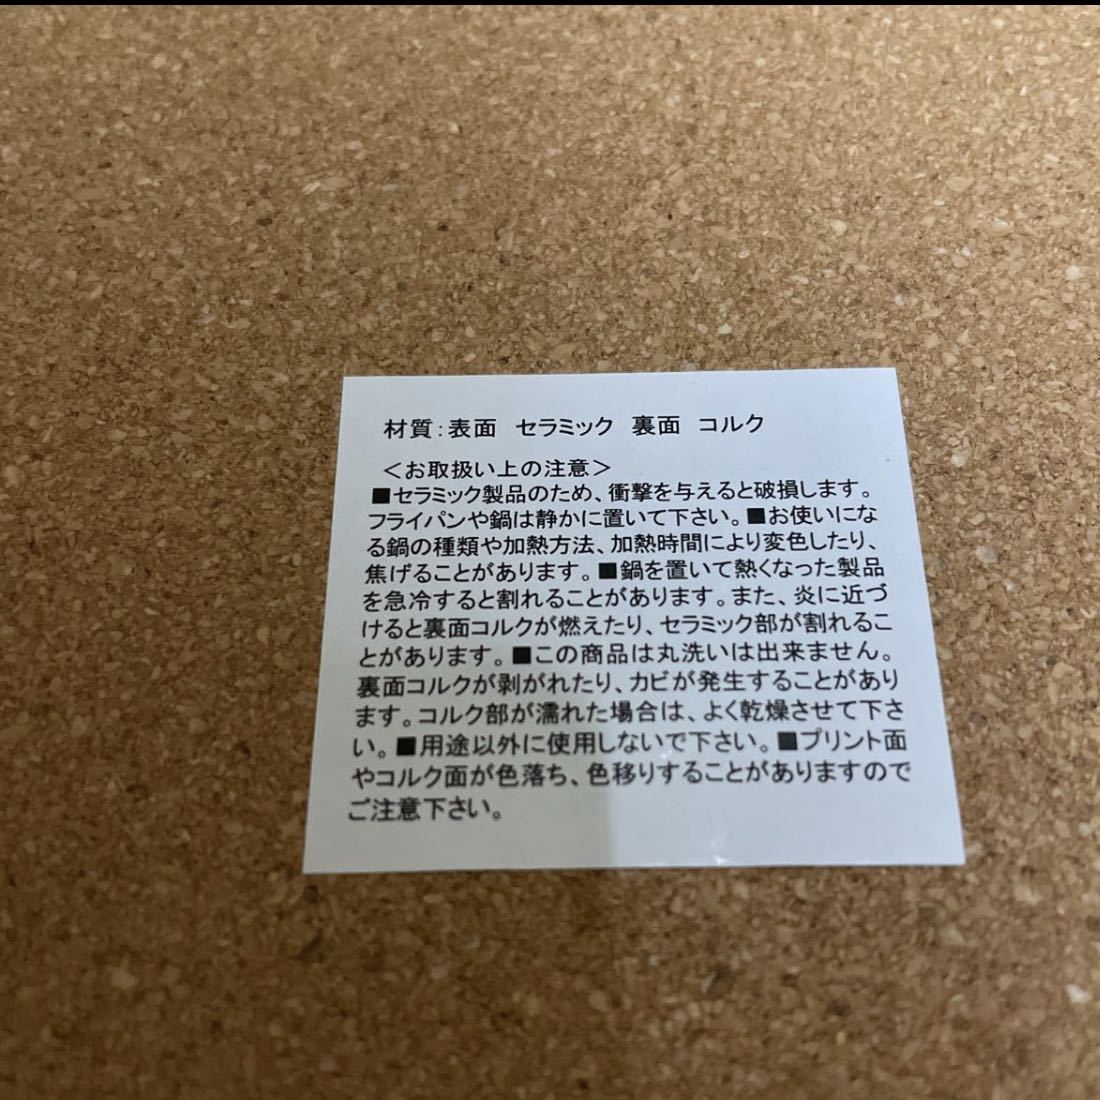 材質:表面 セラミック 裏面 コルク
<お取扱い上の注意>
■セラミック製品のため、衝撃を与えると破損します。
フライパンや鍋は静かに置いて下さい。■お使いにな
る鍋の種類や加熱方法、加熱時間により変色したり、
焦げることがあります。■鍋を置いて熱くなった製品
を急冷すると割れることがあります。また、炎に近づ
けると裏面コルクが燃えたり、セラミック部が割れるこ
とがあります。■この商品は丸洗いは出来ません。
裏面コルクが剥がれたり、カビが発生することがあり
ます。コルク部が濡れた場合は、よく乾燥させて下さ
い。■用途以外に使用しないで下さい。■プリント面
やコルク面が色落ち、色移りすることがありますので
ご注意下さい。